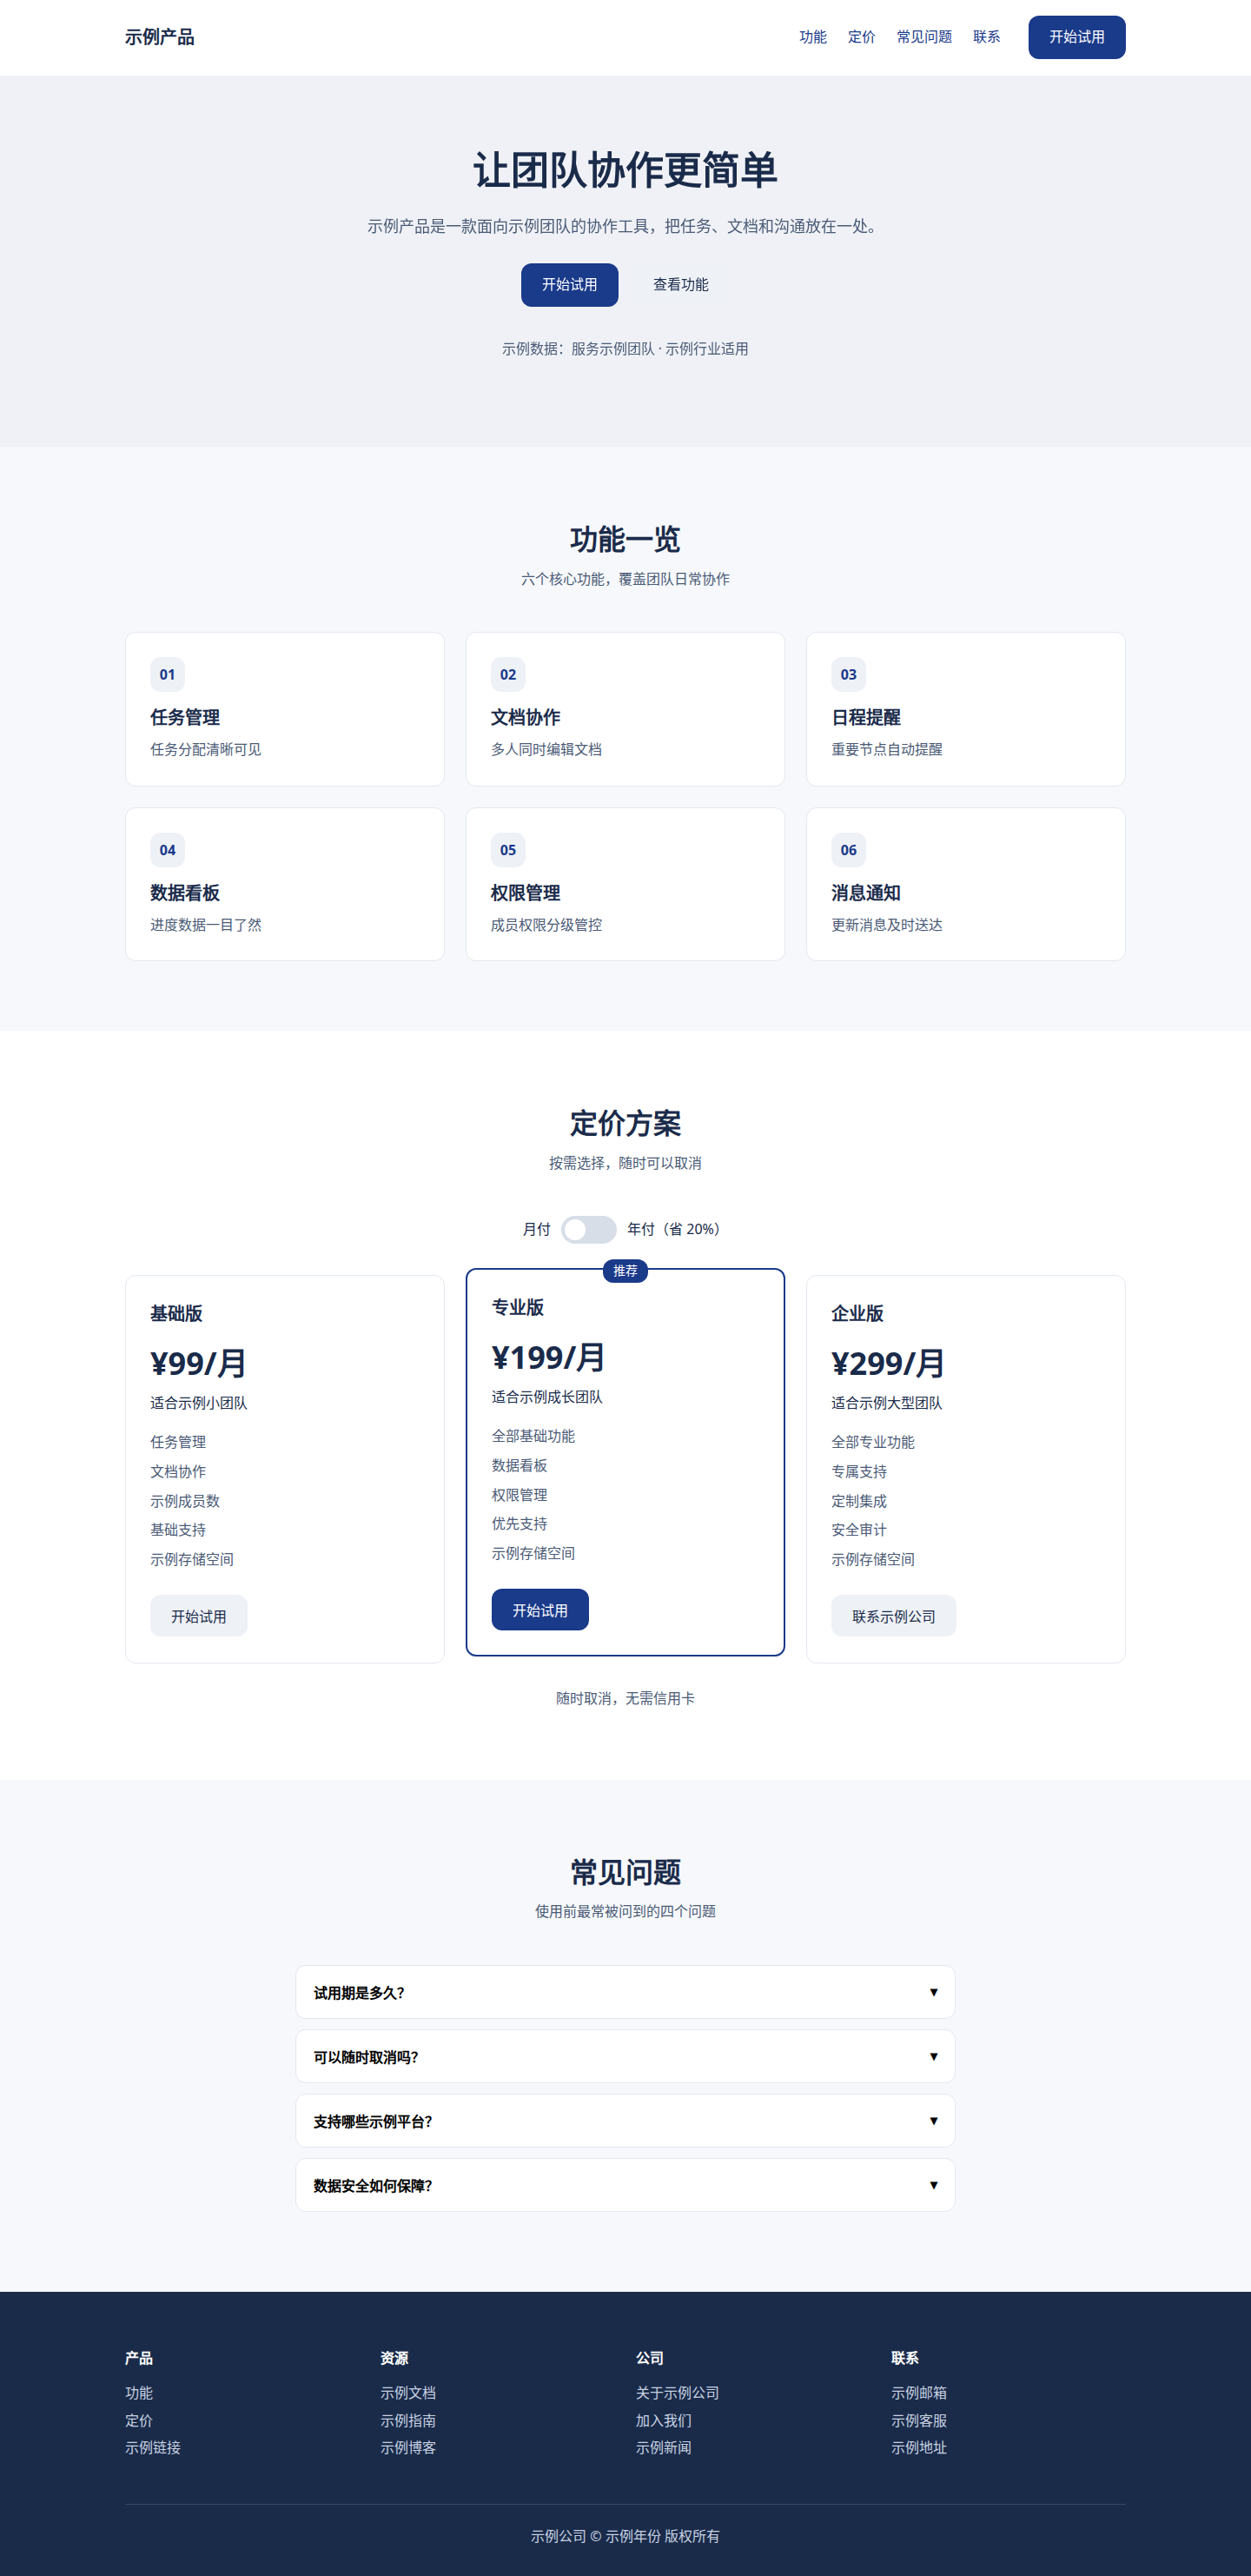 示例产品
功能 定价 常见问题 联系 开始试用
让团队协作更简单
示例产品是一款面向示例团队的协作工具，把任务、文档和沟通放在一处。
开始试用 查看功能
示例数据：服务示例团队 · 示例行业适用
功能一览
六个核心功能，覆盖团队日常协作
01
任务管理
任务分配清晰可见
02
文档协作
多人同时编辑文档
03
日程提醒
重要节点自动提醒
04
数据看板
进度数据一目了然
05
权限管理
成员权限分级管控
06
消息通知
更新消息及时送达
定价方案
按需选择，随时可以取消
月付 年付（省 20%）
基础版
¥99/月
适合示例小团队
任务管理
文档协作
示例成员数
基础支持
示例存储空间
开始试用
推荐
专业版
¥199/月
适合示例成长团队
全部基础功能
数据看板
权限管理
优先支持
示例存储空间
开始试用
企业版
¥299/月
适合示例大型团队
全部专业功能
专属支持
定制集成
安全审计
示例存储空间
联系示例公司
随时取消，无需信用卡
常见问题
使用前最常被问到的四个问题
试用期是多久？
可以随时取消吗？
支持哪些示例平台？
数据安全如何保障？
产品
功能
定价
示例链接
资源
示例文档
示例指南
示例博客
公司
关于示例公司
加入我们
示例新闻
联系
示例邮箱
示例客服
示例地址
示例公司 © 示例年份 版权所有